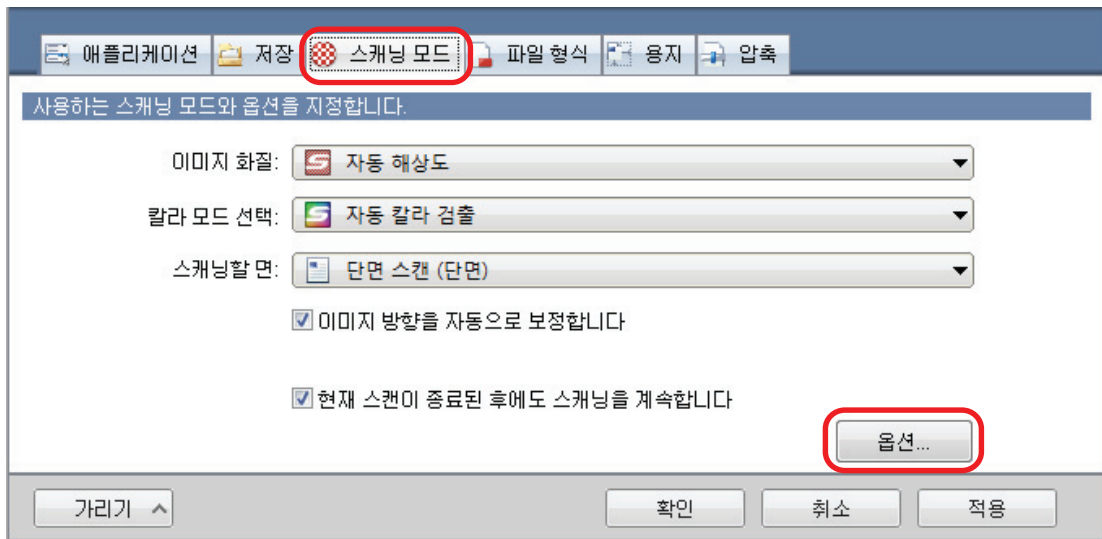 애플리케이션 저장 스캐닝 모드 파일 형식 용지 압축
사용하는 스캐닝 모드와 옵션을 지정합니다.
이미지 화질: 자동 해상도
칼라 모드 선택: 자동 칼라 검출
스캐닝할 면: 단면 스캔 (단면)
이미지 방향을 자동으로 보정합니다
현재 스캔이 종료된 후에도 스캐닝을 계속합니다
옵션...
가리기 확인 취소 적용